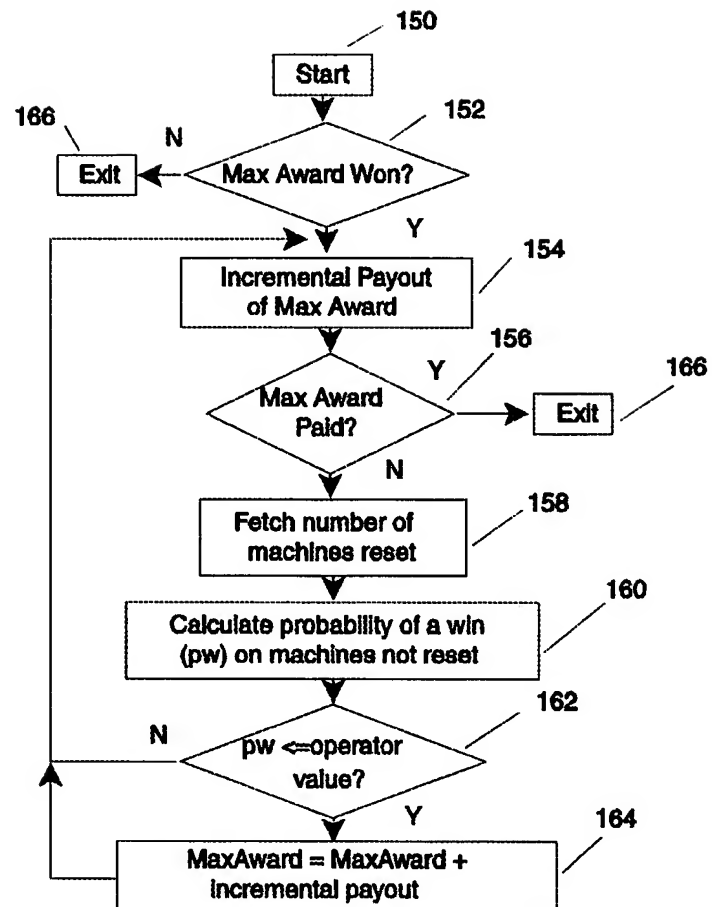 150
Start
152
166
N
Exit
Max Award Won?
Y
154
Incremental Payout
of Max Award
156
Y
166
Max Award
Paid?
Exit
N
158
Fetch number of
machines reset
160
Calculate probability of a win
(pw) on machines not reset
162
N
pw <=operator
value?
Y
164
MaxAward = MaxAward +
incremental payout